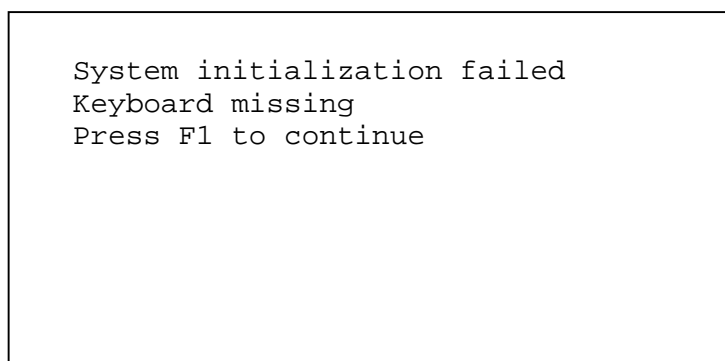 System initialization failed
Keyboard missing
Press F1 to continue